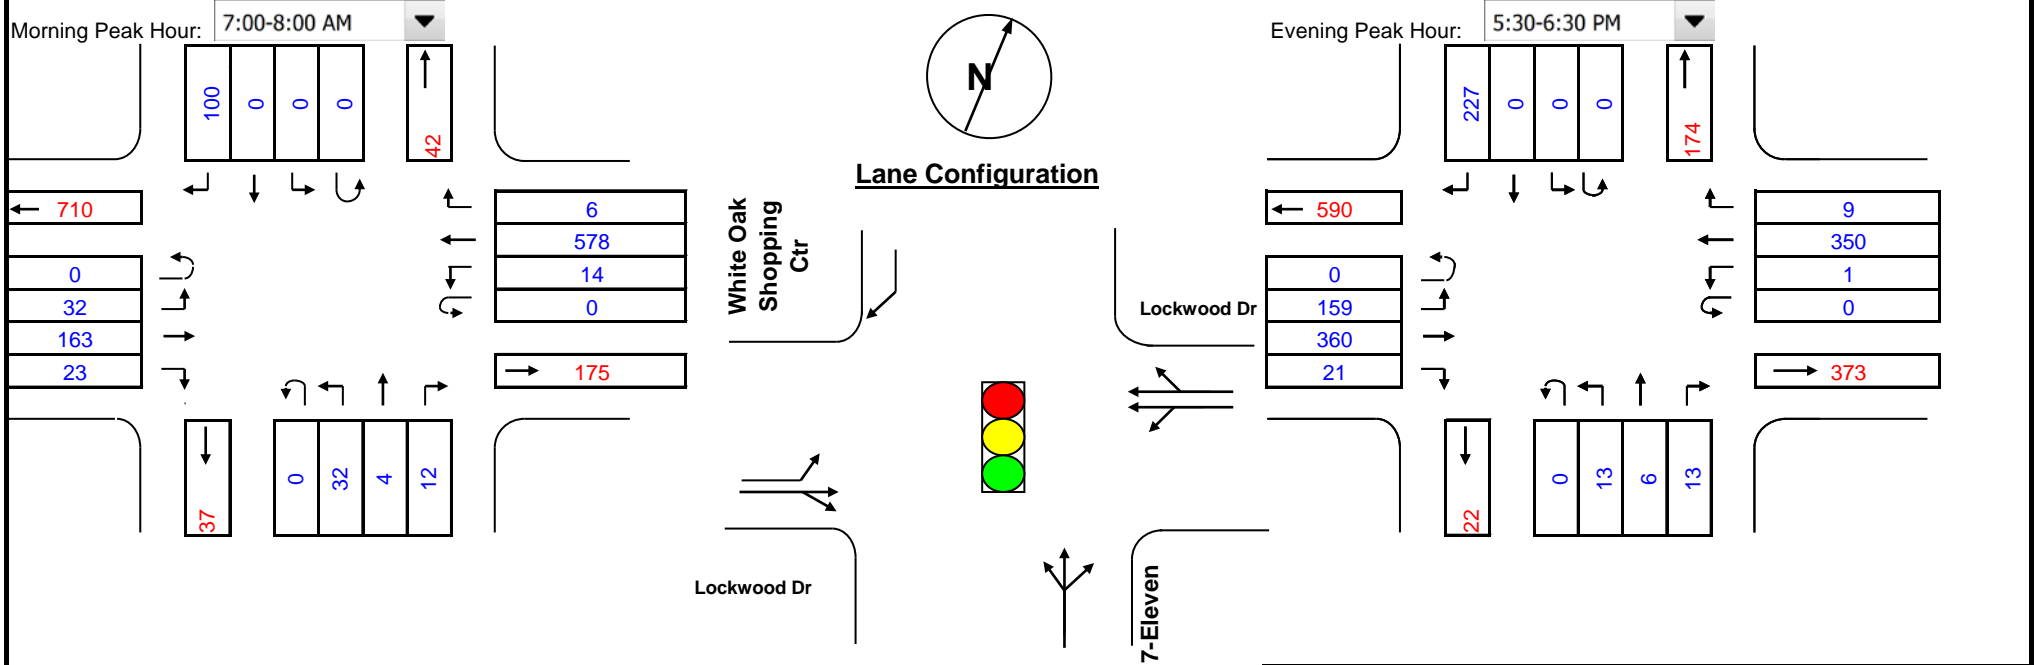 Morning Peak Hour: 7:00-8:00 AM
100 0 0 0 42
710
0
32
163
23
6
578
14
0
175
37
0 32 4 12
N
Lane Configuration
White Oak
Shopping
Ctr
Lockwood Dr
Lockwood Dr
7-Eleven
Evening Peak Hour: 5:30-6:30 PM
227 0 0 0 174
590
0
159
360
21
9
350
1
0
373
22
0 13 6 13